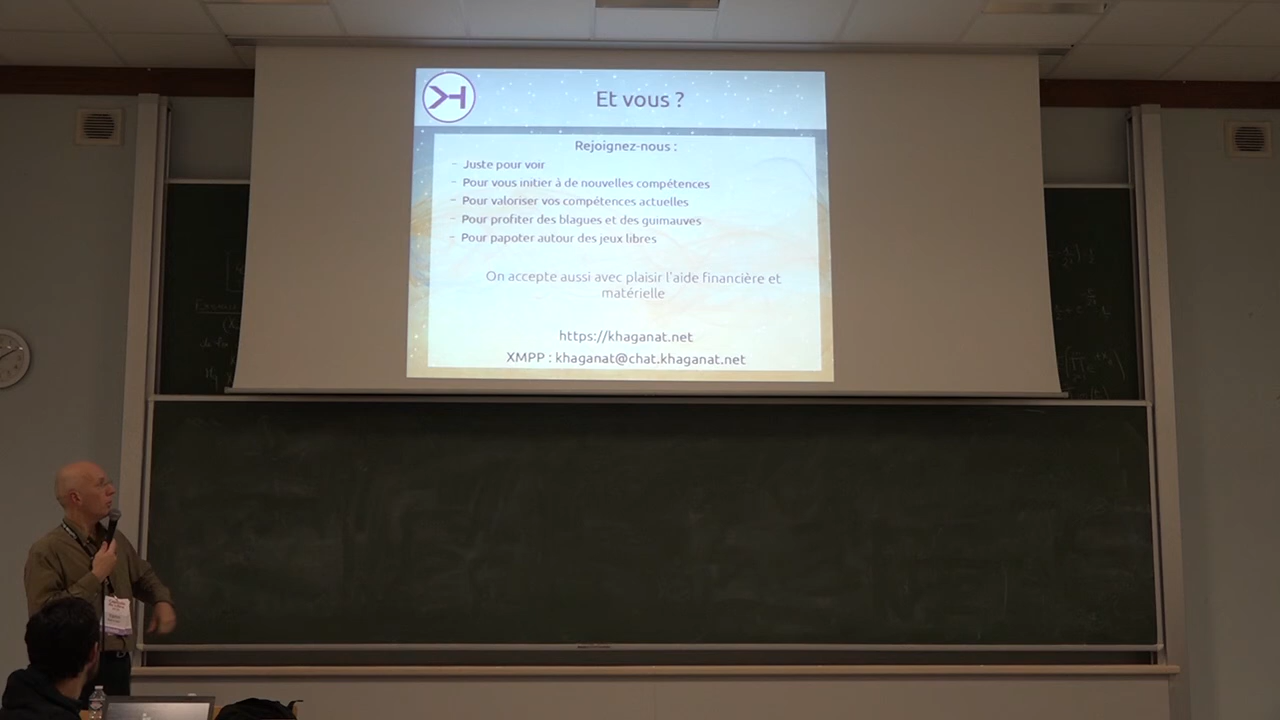 Et vous ?
Rejoignez-nous :
- Juste pour voir
- Pour vous initier à de nouvelles compétences
- Pour valoriser vos compétences actuelles
- Pour profiter des blagues et des guimauves
- Pour papoter autour des jeux libres
On accepte aussi avec plaisir l'aide financière et
matérielle
https://khaganat.net
XMPP : khaganat@chat.khaganat.net